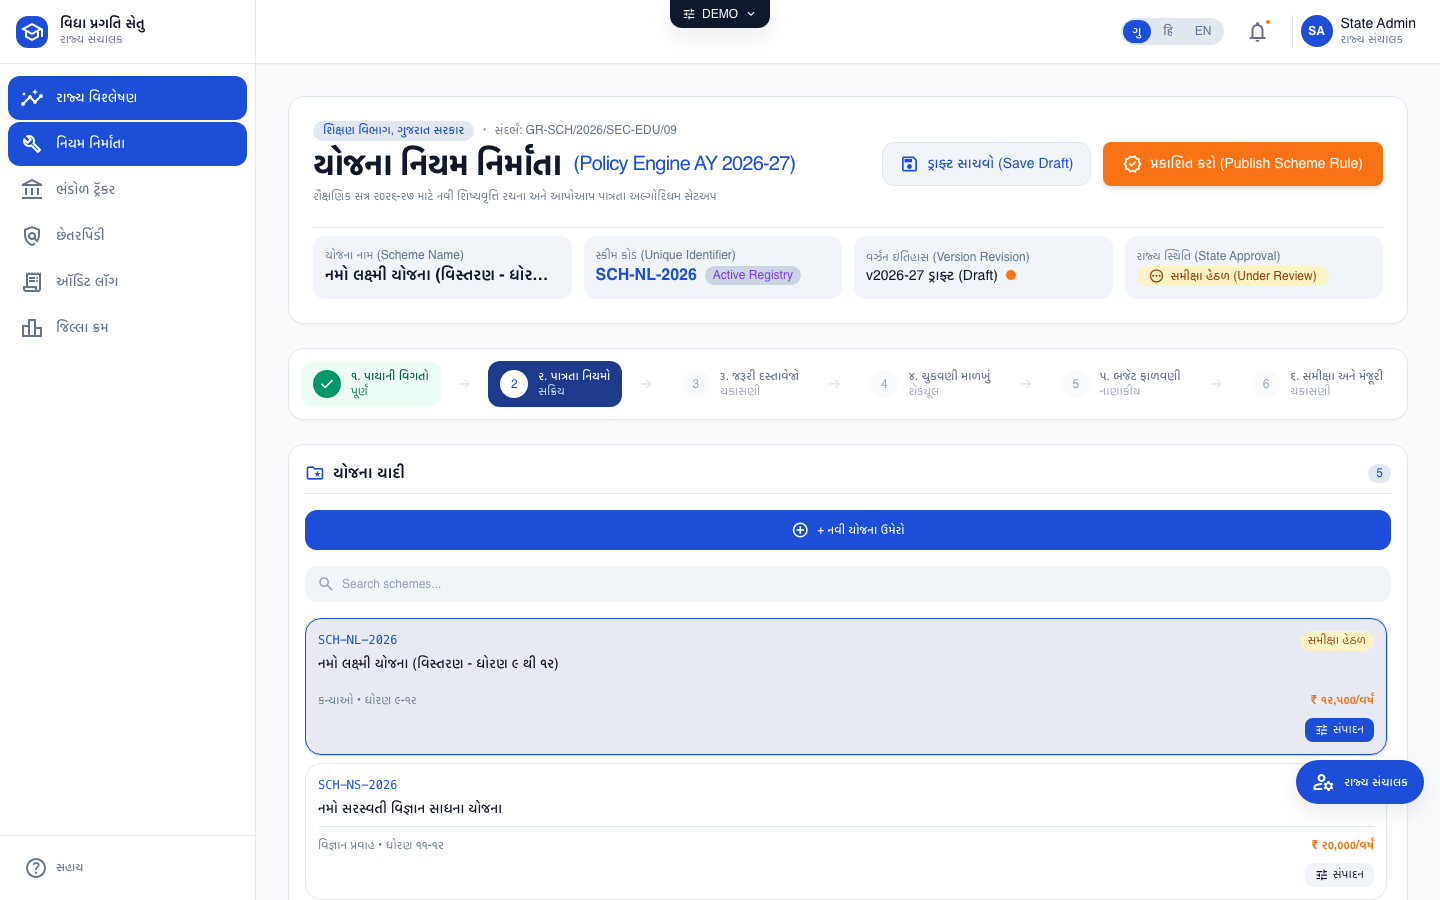 વિદ્યા પ્રગતિ સેતુ
રાજ્ય સંચાલક
DEMO
ગુ હિ EN
SA
State Admin
રાજ્ય સંચાલક
રાજ્ય વિશ્લેષણ
નિયમ નિર્માતા
ભંડોળ ટ્રૅકર
છેતરપિંડી
ઑડિટ લૉગ
જિલ્લા ક્રમ
સહાય
શિક્ષણ વિભાગ, ગુજરાત સરકાર • સંદર્ભ: GR-SCH/2026/SEC-EDU/09
યોજના નિયમ નિર્માતા (Policy Engine AY 2026-27)
શૈક્ષણિક સત્ર ૨૦૨૬-૨૭ માટે નવી શિષ્યવૃત્તિ રચના અને આપોઆપ પાત્રતા અલ્ગોરિધમ સેટઅપ
ડ્રાફ્ટ સાચવો (Save Draft)
પ્રકાશિત કરો (Publish Scheme Rule)
યોજના નામ (Scheme Name)
નમો લક્ષ્મી યોજના (વિસ્તરણ - ધોર...
સ્કીમ કોડ (Unique Identifier)
SCH-NL-2026 Active Registry
વર્ઝન ઇતિહાસ (Version Revision)
v2026-27 ડ્રાફ્ટ (Draft)
રાજ્ય સ્થિતિ (State Approval)
સમીક્ષા હેઠળ (Under Review)
૧. પાયાની વિગતો
પૂર્ણ
2
૨. પાત્રતા નિયમો
સક્રિય
3
૩. જરૂરી દસ્તાવેજો
ચકાસણી
4
૪. ચુકવણી માળખું
શેડ્યૂલ
5
૫. બજેટ ફાળવણી
નાણાકીય
6
૬. સમીક્ષા અને મંજૂરી
ચકાસણી
યોજના યાદી
5
+ નવી યોજના ઉમેરો
Search schemes...
SCH-NL-2026
સમીક્ષા હેઠળ
નમો લક્ષ્મી યોજના (વિસ્તરણ - ધોરણ ૯ થી ૧૨)
કન્યાઓ • ધોરણ ૯-૧૨
₹ ૧૨,૫૦૦/વર્ષ
સંપાદન
SCH-NS-2026
નમો સરસ્વતી વિજ્ઞાન સાધના યોજના
વિજ્ઞાન પ્રવાહ • ધોરણ ૧૧-૧૨
₹ ૨૦,૦૦૦/વર્ષ
સંપાદન
રાજ્ય સંચાલક